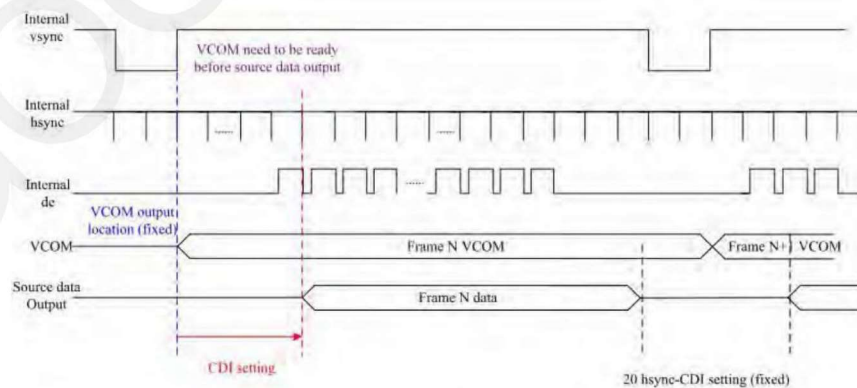 Internal
vsync
VCOM need to be ready
before source data output
Internal
hsync
......
......
Internal
de
......
VCOM output
location (fixed)
VCOM
Frame N VCOM
Frame N+1 VCOM
Source data
Output
Frame N data
CDI setting
20 hsync-CDI setting (fixed)